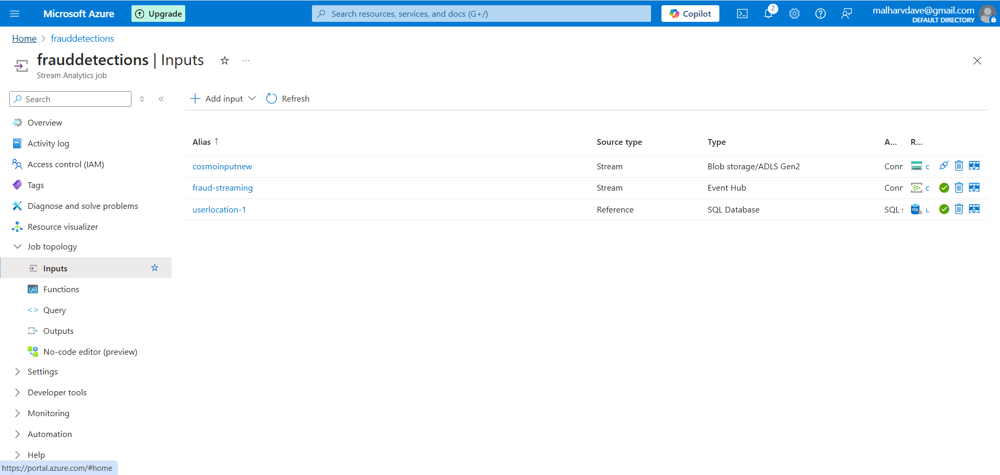 Microsoft Azure
Upgrade
Search resources, services, and docs (G+/)
Copilot
2
malharvdave@gmail.com
DEFAULT DIRECTORY
Home > frauddetections
frauddetections | Inputs
Stream Analytics job
Search
Add input
Refresh
Overview
Activity log
Access control (IAM)
Tags
Diagnose and solve problems
Resource visualizer
Job topology
Inputs
Functions
Query
Outputs
No-code editor (preview)
Settings
Developer tools
Monitoring
Automation
Help
Alias ↑ Source type Type A... R...
cosmoinputnew Stream Blob storage/ADLS Gen2 Conn c
fraud-streaming Stream Event Hub Conn c
userlocation-1 Reference SQL Database SQL s SQL u
https://portal.azure.com/#home